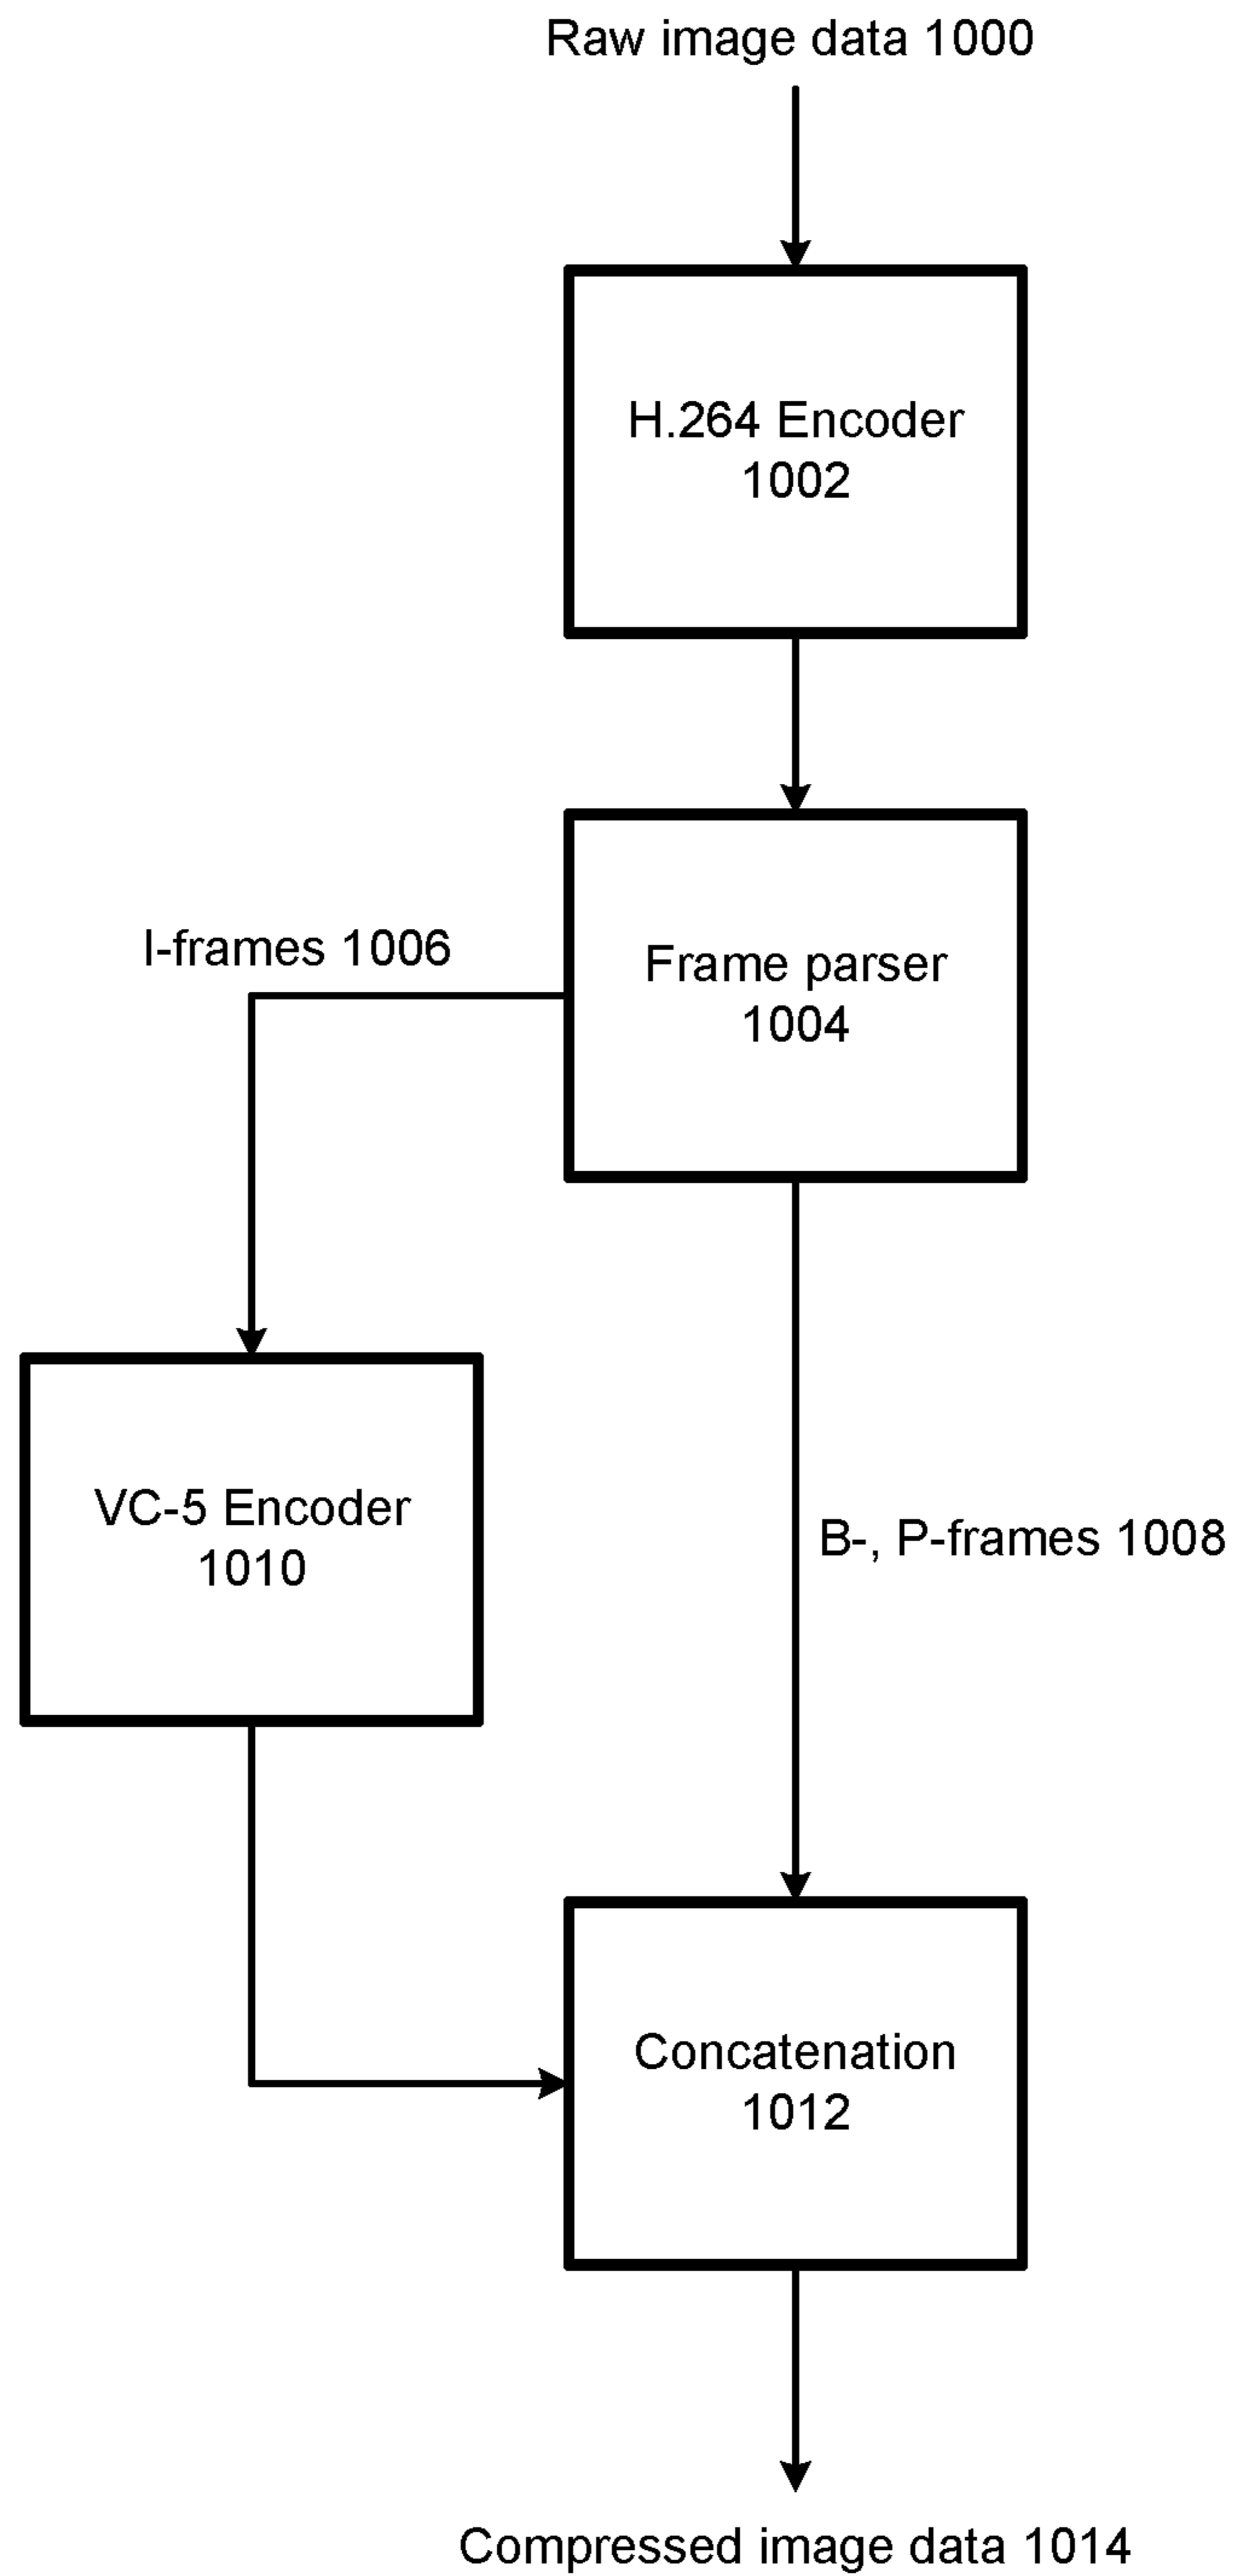 Raw image data 1000
H.264 Encoder
1002
I-frames 1006
Frame parser
1004
VC-5 Encoder
1010
B-, P-frames 1008
Concatenation
1012
Compressed image data 1014